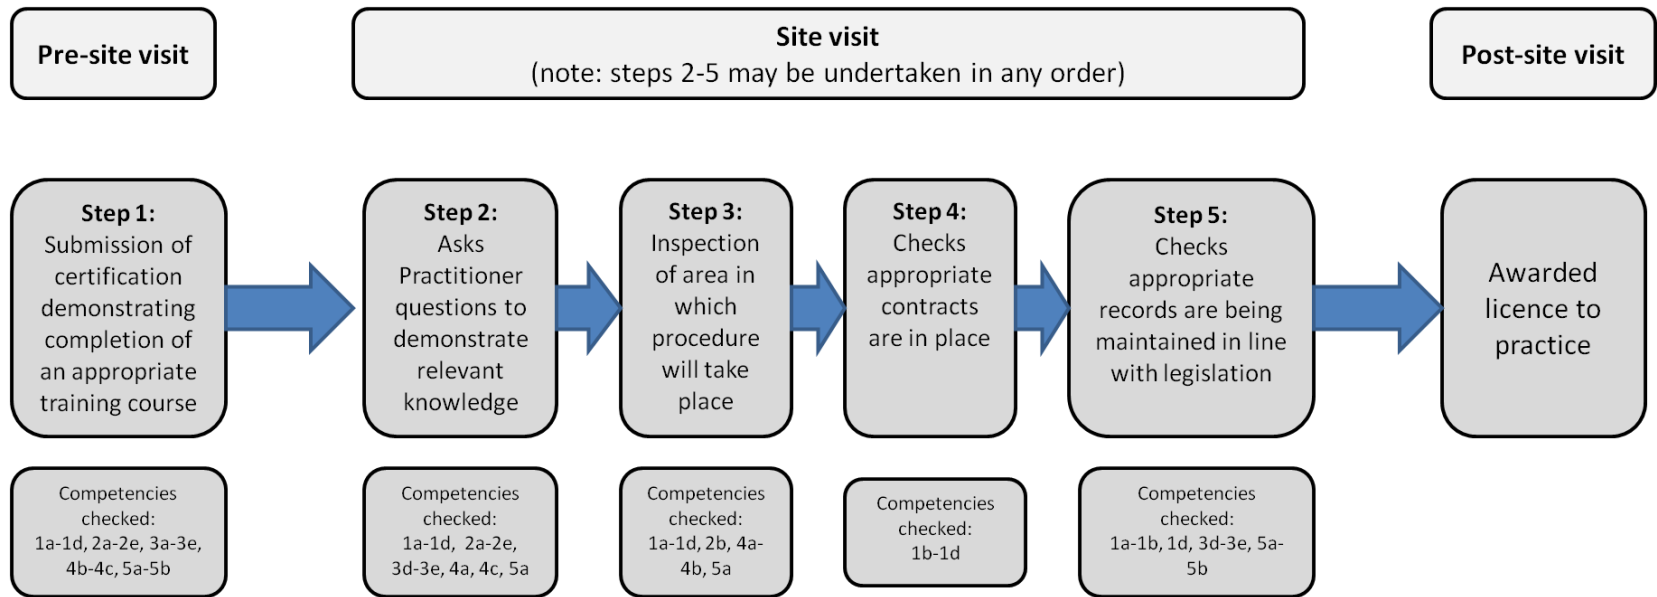 Pre-site visit
Site visit
(note: steps 2-5 may be undertaken in any order)
Post-site visit
Step 1:
Submission of
certification
demonstrating
completion of
an appropriate
training course
Step 2:
Asks
Practitioner
questions to
demonstrate
relevant
knowledge
Step 3:
Inspection
of area in
which
procedure
will take
place
Step 4:
Checks
appropriate
contracts
are in place
Step 5:
Checks
appropriate
records are being
maintained in line
with legislation
Awarded
licence to
practice
Competencies
checked:
1a-1d, 2a-2e, 3a-3e,
4b-4c, 5a-5b
Competencies
checked:
1a-1d, 2a-2e,
3d-3e, 4a, 4c, 5a
Competencies
checked:
1a-1d, 2b, 4a-
4b, 5a
Competencies
checked:
1b-1d
Competencies
checked:
1a-1b, 1d, 3d-3e, 5a-
5b